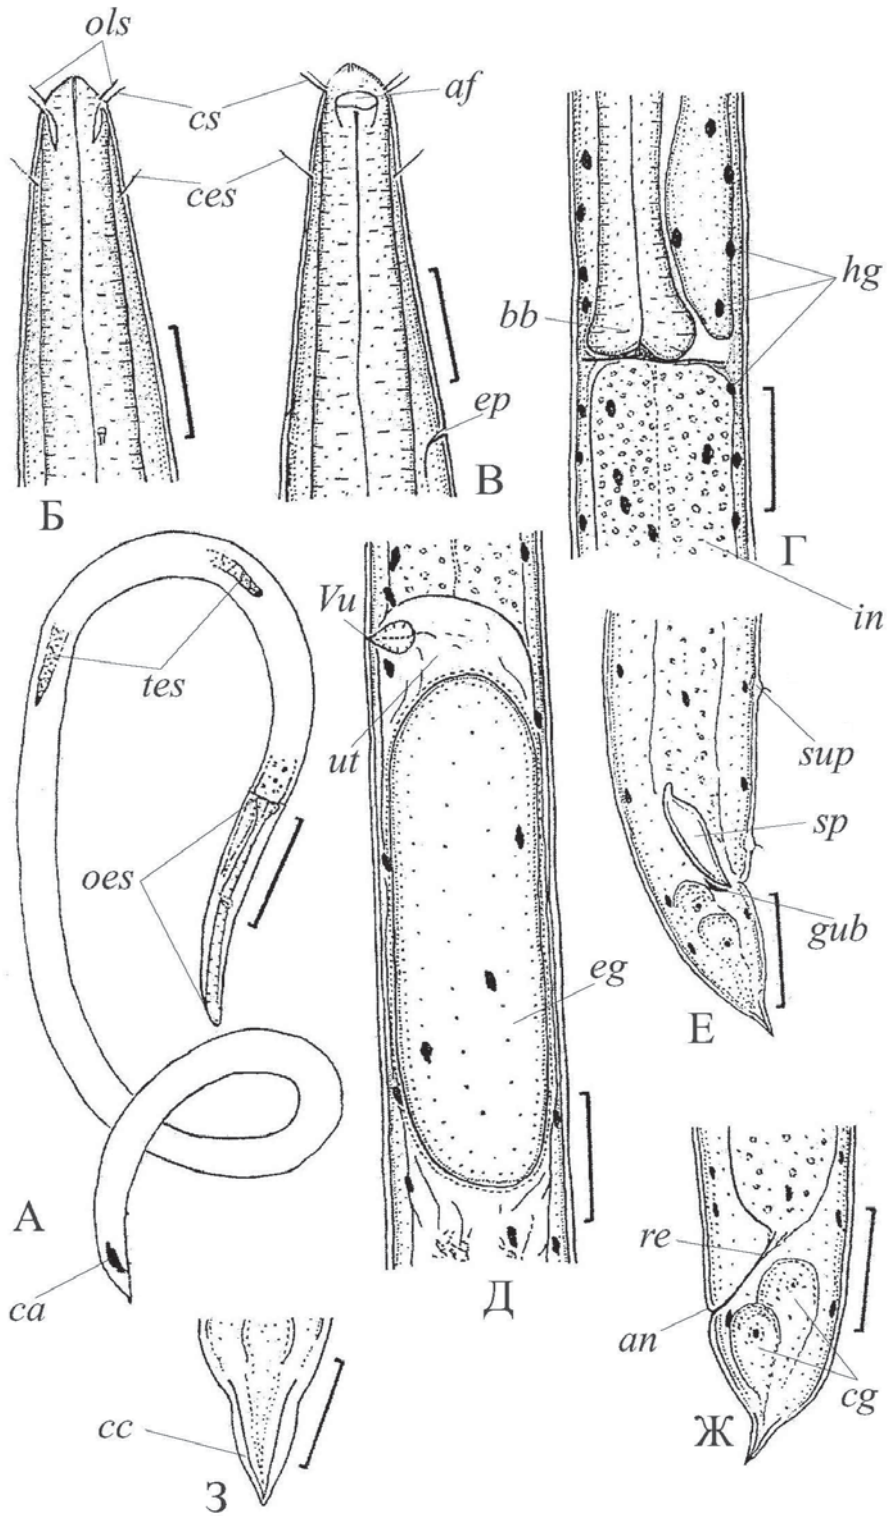 ols
cs
af
ces
hg
bb
ep
Б
В
Г
in
Vu
tes
ut
sup
sp
oes
gub
eg
Е
А
re
ca
Д
an
cg
cc
Ж
З